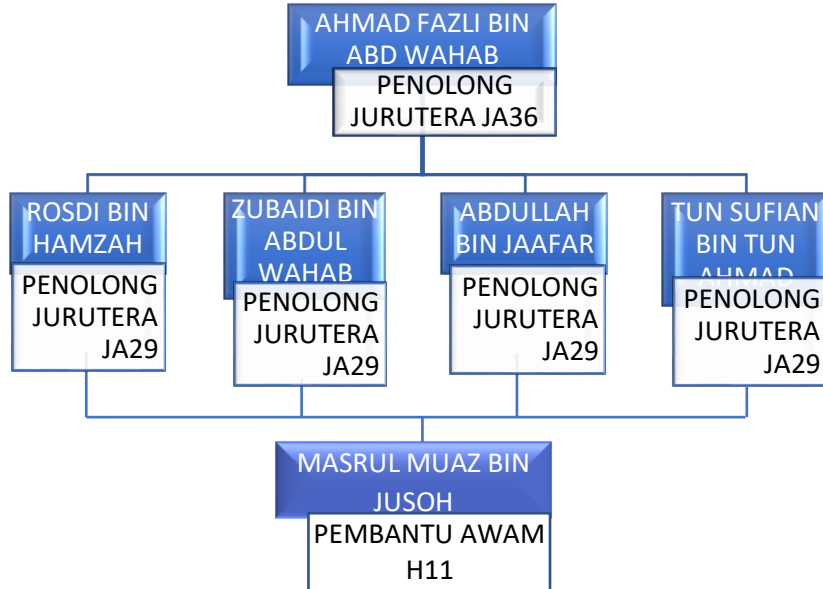 AHMAD FAZLI BIN
ABD WAHAB
PENOLONG
JURUTERA JA36
ROSDI BIN
HAMZAH
PENOLONG
JURUTERA
JA29
ZUBAIDI BIN
ABDUL
WAHAB
PENOLONG
JURUTERA
JA29
ABDULLAH
BIN JAAFAR
PENOLONG
JURUTERA
JA29
TUN SUFIAN
BIN TUN
AHMAD
PENOLONG
JURUTERA
JA29
MASRUL MUAZ BIN
JUSOH
PEMBANTU AWAM
H11